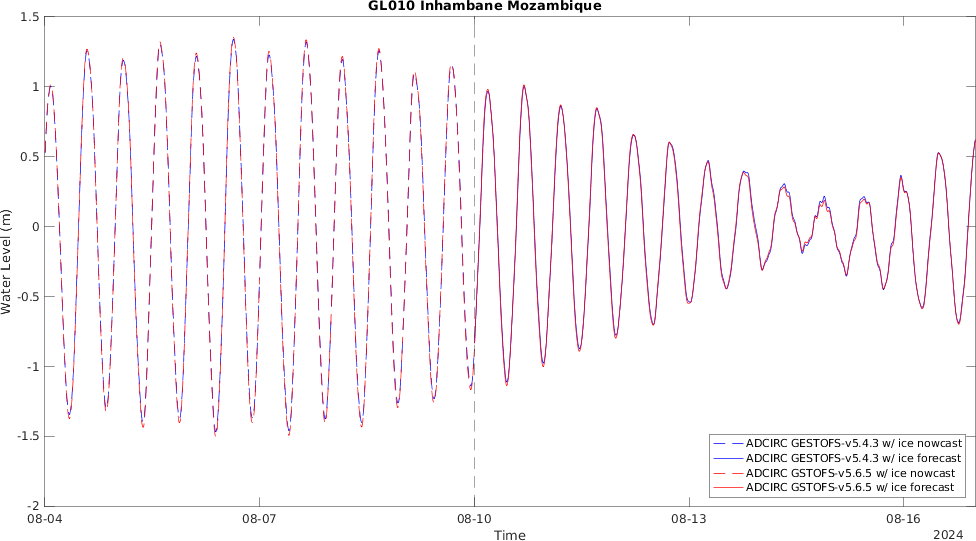 GL010 Inhambane Mozambique
1.5
1
0.5
0
-0.5
-1
-1.5
-2
Water Level (m)
ADCIRC GESTOFS-v5.4.3 w/ ice nowcast
ADCIRC GESTOFS-v5.4.3 w/ ice forecast
ADCIRC GSTOFS-v5.6.5 w/ ice nowcast
ADCIRC GSTOFS-v5.6.5 w/ ice forecast
08-04 08-07 08-10 08-13 08-16
Time
2024